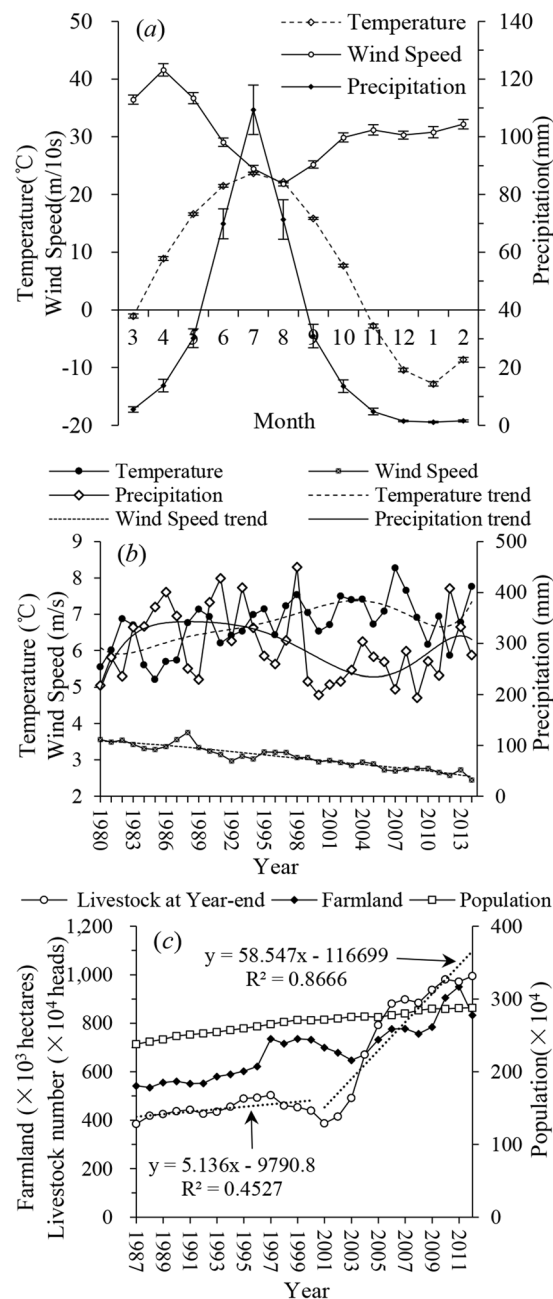 (a)
Temperature
Wind Speed
Precipitation
50
40
30
20
10
0
-10
-20
140
120
100
80
60
40
20
0
Temperature(℃)
Wind Speed(m/10s)
Precipitation(mm)
3 4 5 6 7 8 9 10 11 12 1 2
Month
Temperature
Wind Speed
Precipitation
Temperature trend
Wind Speed trend
Precipitation trend
(b)
9
8
7
6
5
4
3
2
500
400
300
200
100
0
Temperature (℃)
Wind Speed (m/s)
Precipitation (mm)
1980 1983 1986 1989 1992 1995 1998 2001 2004 2007 2010 2013
Year
Livestock at Year-end Farmland Population
(c)
1,200
1,000
800
600
400
200
0
400
300
200
100
0
y = 58.547x - 116699
R² = 0.8666
y = 5.136x - 9790.8
R² = 0.4527
Farmland (×10³ hectares)
Livestock number (×10⁴ heads)
Population(×10⁴)
1987 1989 1991 1993 1995 1997 1999 2001 2003 2005 2007 2009 2011
Year